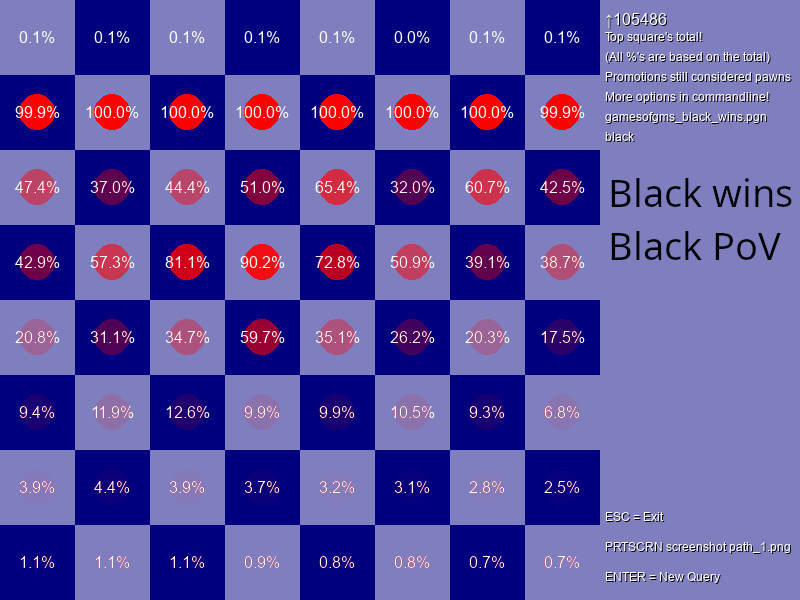 0.1% 0.1% 0.1% 0.1% 0.1% 0.0% 0.1% 0.1%
↑105486
Top square's total!
(All %'s are based on the total)
Promotions still considered pawns
More options in commandline!
gamesofgms_black_wins.pgn
black
99.9% 100.0% 100.0% 100.0% 100.0% 100.0% 100.0% 99.9%
47.4% 37.0% 44.4% 51.0% 65.4% 32.0% 60.7% 42.5%
Black wins
Black PoV
42.9% 57.3% 81.1% 90.2% 72.8% 50.9% 39.1% 38.7%
20.8% 31.1% 34.7% 59.7% 35.1% 26.2% 20.3% 17.5%
9.4% 11.9% 12.6% 9.9% 9.9% 10.5% 9.3% 6.8%
3.9% 4.4% 3.9% 3.7% 3.2% 3.1% 2.8% 2.5%
1.1% 1.1% 1.1% 0.9% 0.8% 0.8% 0.7% 0.7%
ESC = Exit
PRTSCRN screenshot path_1.png
ENTER = New Query